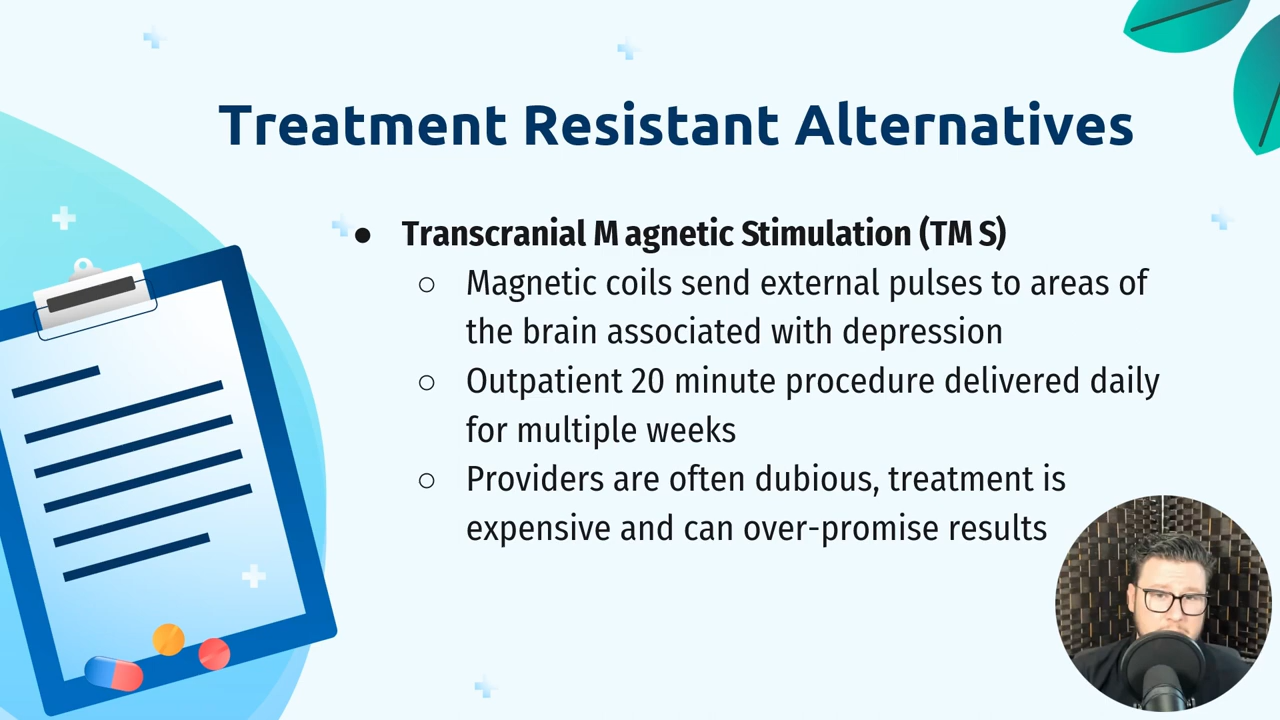 Treatment Resistant Alternatives
● Transcranial Magnetic Stimulation (TMS)
○ Magnetic coils send external pulses to areas of
the brain associated with depression
○ Outpatient 20 minute procedure delivered daily
for multiple weeks
○ Providers are often dubious, treatment is
expensive and can over-promise results